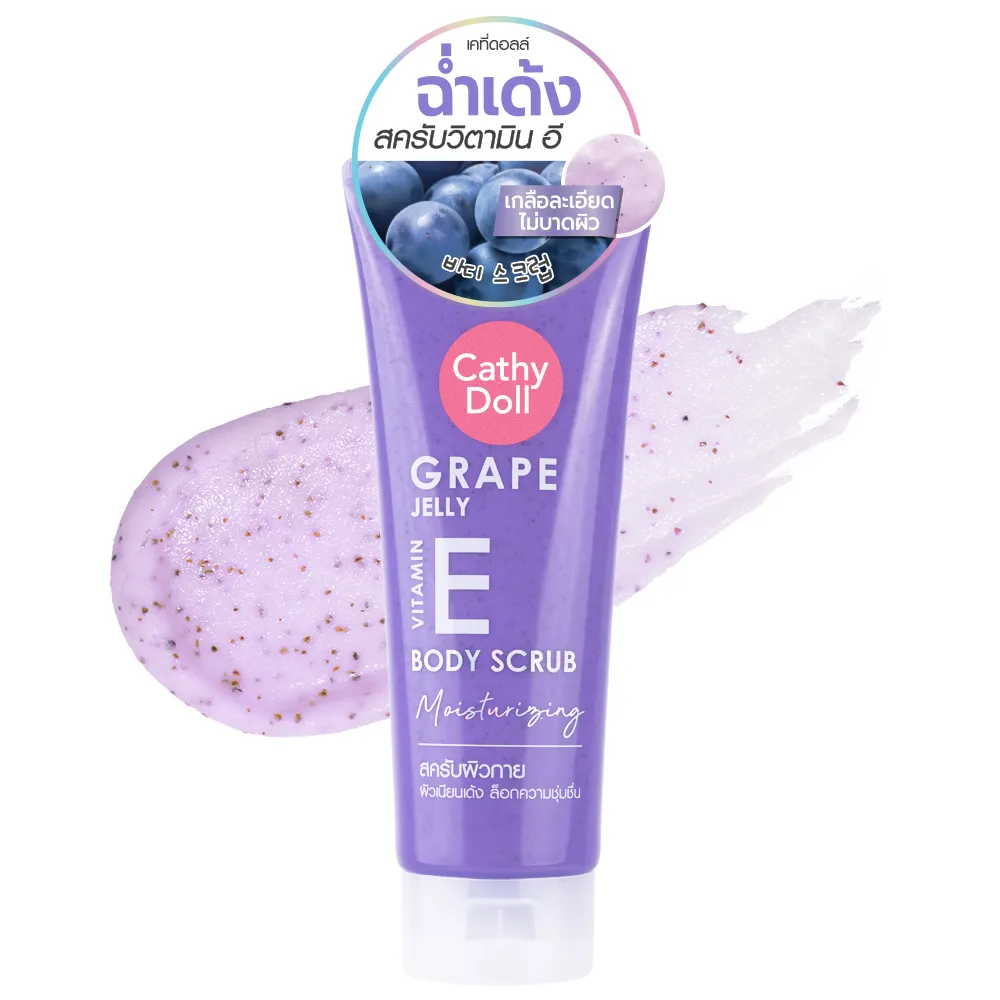 เคที่ดอลล์
ฉ่ำเด้ง
สครับวิตามิน อี
เกลือละเอียด
ไม่บาดผิว
바디 스크럽
Cathy
Doll
GRAPE
JELLY
VITAMIN
E
BODY SCRUB
Moisturizing
สครับผิวกาย
ผิวเนียนเด้ง ล็อกความชุ่มชื่น